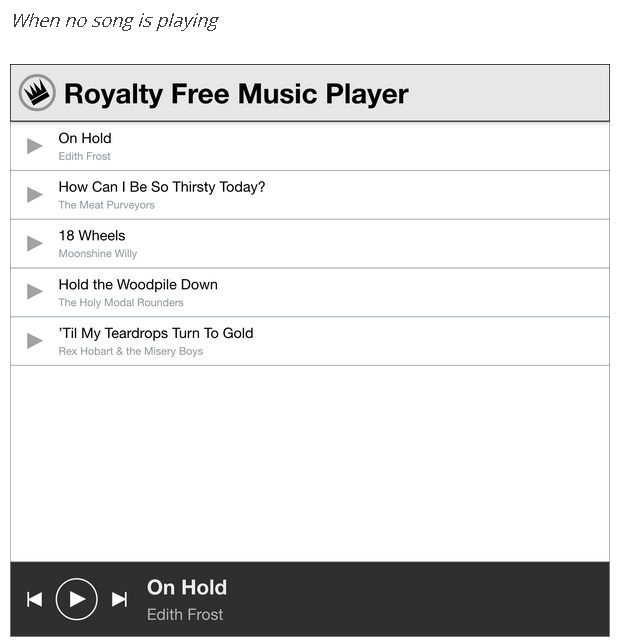 When no song is playing
Royalty Free Music Player
On Hold
Edith Frost
How Can I Be So Thirsty Today?
The Meat Purveyors
18 Wheels
Moonshine Willy
Hold the Woodpile Down
The Holy Modal Rounders
’Til My Teardrops Turn To Gold
Rex Hobart & the Misery Boys
On Hold
Edith Frost